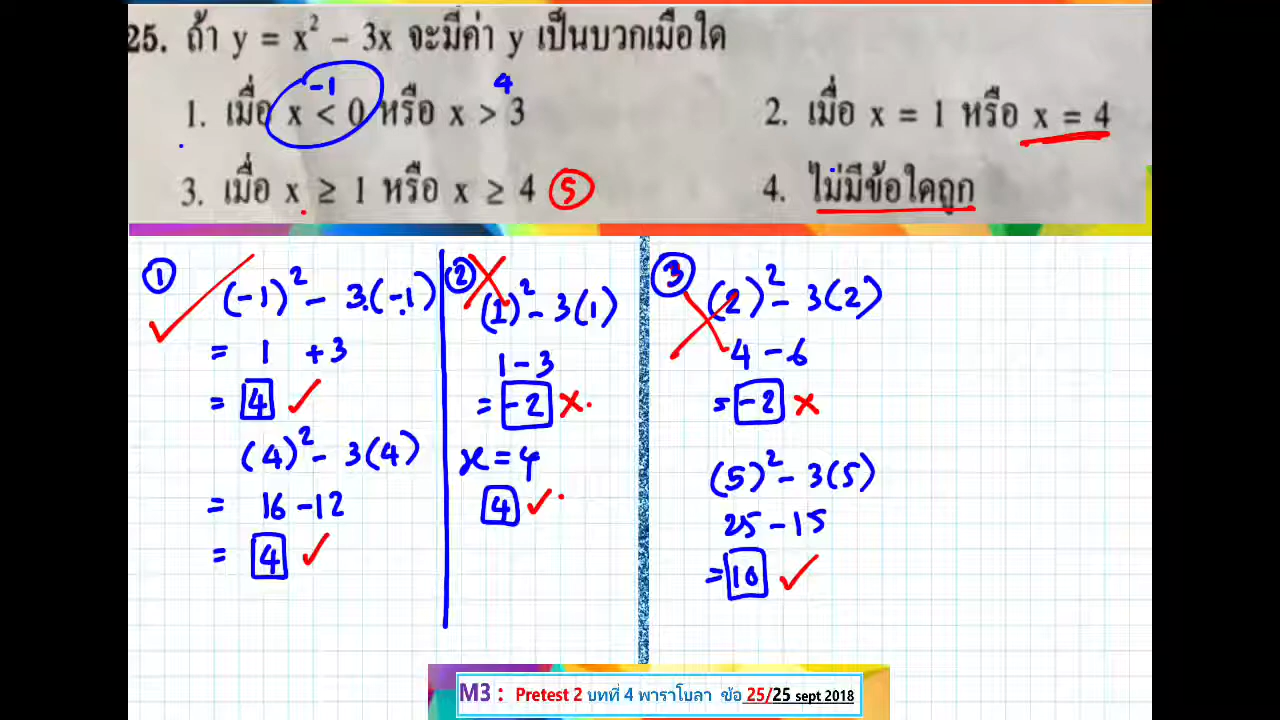 25. ถ้า y = x² − 3x จะมีค่า y เป็นบวกเมื่อใด
-1 4
1. เมื่อ x < 0 หรือ x > 3
2. เมื่อ x = 1 หรือ x = 4
3. เมื่อ x ≥ 1 หรือ x ≥ 4 5
4. ไม่มีข้อใดถูก
1
(-1)² - 3.(-1)
= 1 + 3
= 4 ✓
(4)² - 3(4)
= 16 - 12
= 4 ✓
2
(1)² - 3(1)
1 - 3
= -2 ×
x = 4
4 ✓
3
(2)² - 3(2)
4 - 6
= -2 ×
(5)² - 3(5)
25 - 15
= 10 ✓
M3 : Pretest 2 บทที่ 4 พาราโบลา ข้อ 25/25 sept 2018